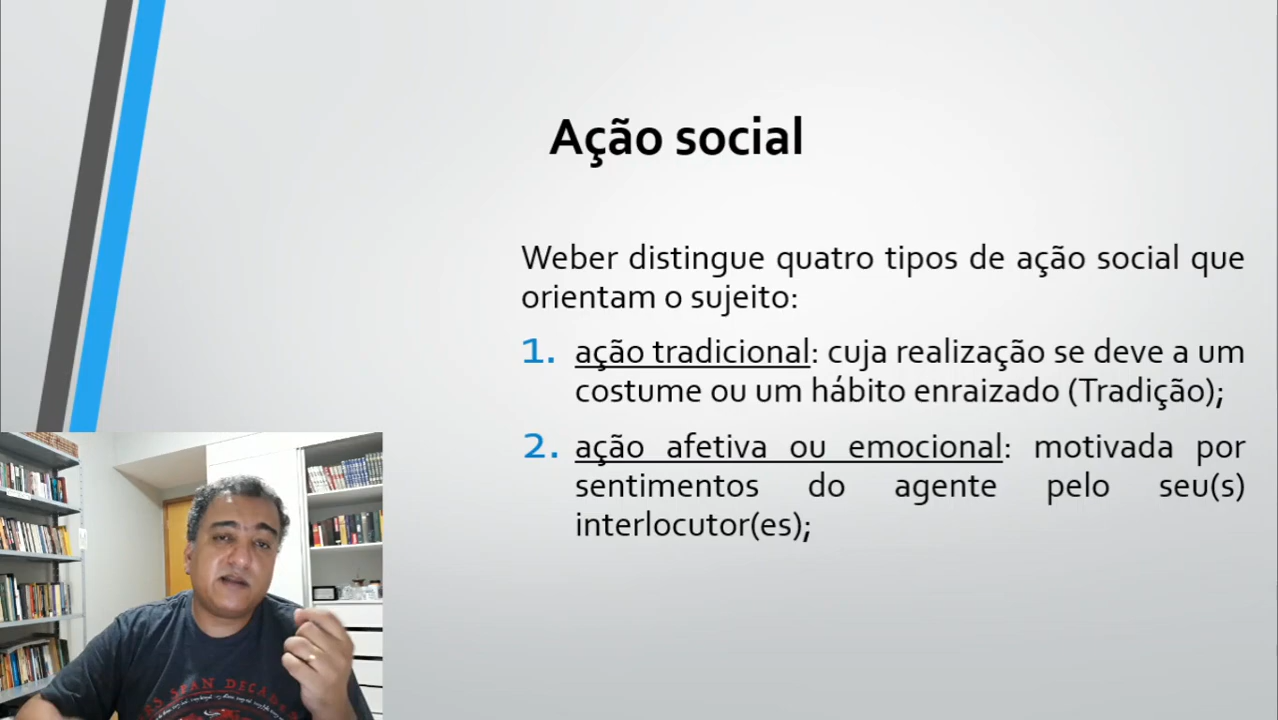 Ação social
Weber distingue quatro tipos de ação social que
orientam o sujeito:
1. ação tradicional: cuja realização se deve a um
costume ou um hábito enraizado (Tradição);
2. ação afetiva ou emocional: motivada por
sentimentos do agente pelo seu(s)
interlocutor(es);
SPAN DECADE